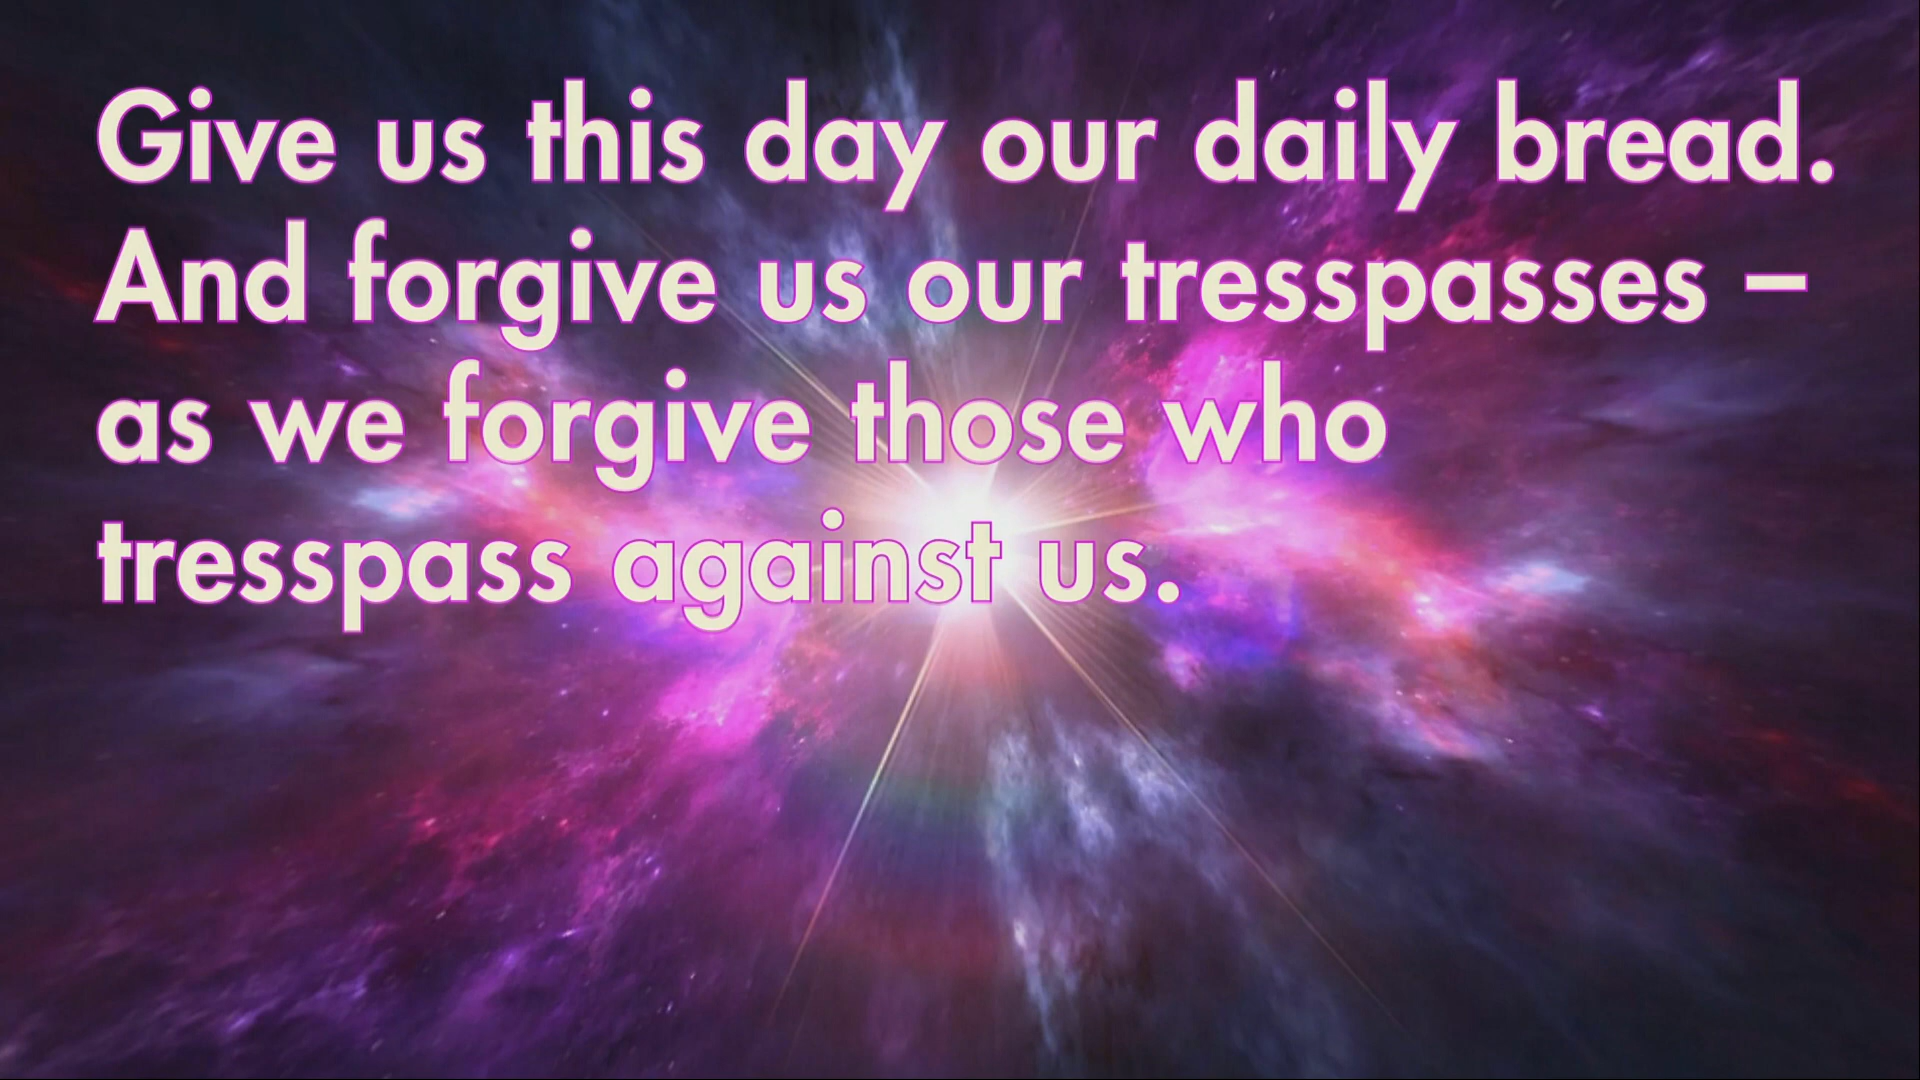 Give us this day our daily bread.
And forgive us our tresspasses –
as we forgive those who
tresspass against us.